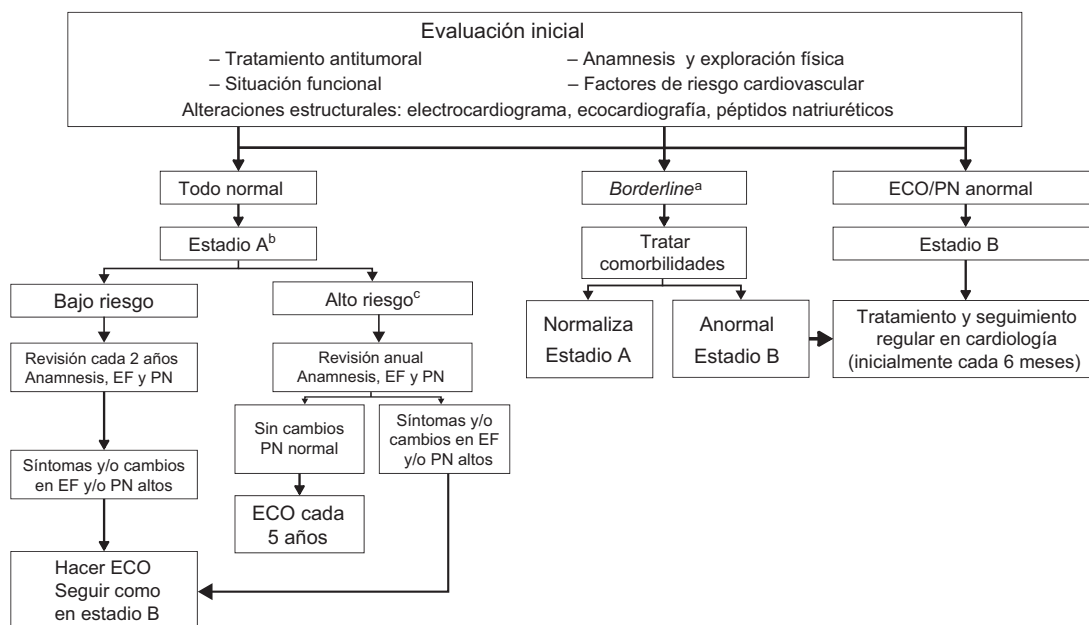 Evaluación inicial
– Tratamiento antitumoral
– Anamnesis y exploración física
– Situación funcional
– Factores de riesgo cardiovascular
Alteraciones estructurales: electrocardiograma, ecocardiografía, péptidos natriuréticos
Todo normal
Borderlineª
ECO/PN anormal
Estadio Aᵇ
Tratar
comorbilidades
Estadio B
Bajo riesgo
Alto riesgoᶜ
Normaliza
Estadio A
Anormal
Estadio B
Tratamiento y seguimiento
regular en cardiología
(inicialmente cada 6 meses)
Revisión cada 2 años
Anamnesis, EF y PN
Revisión anual
Anamnesis, EF y PN
Sin cambios
PN normal
Síntomas y/o
cambios en EF
y/o PN altos
Síntomas y/o cambios
en EF y/o PN altos
ECO cada
5 años
Hacer ECO
Seguir como
en estadio B